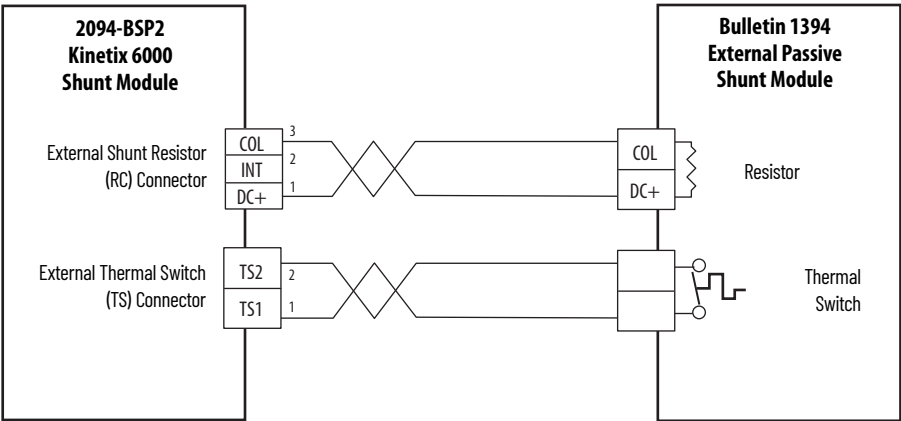 2094-BSP2
Kinetix 6000
Shunt Module
Bulletin 1394
External Passive
Shunt Module
External Shunt Resistor
(RC) Connector
COL
3
INT
2
DC+
1
COL
DC+
Resistor
External Thermal Switch
(TS) Connector
TS2
2
TS1
1
Thermal
Switch